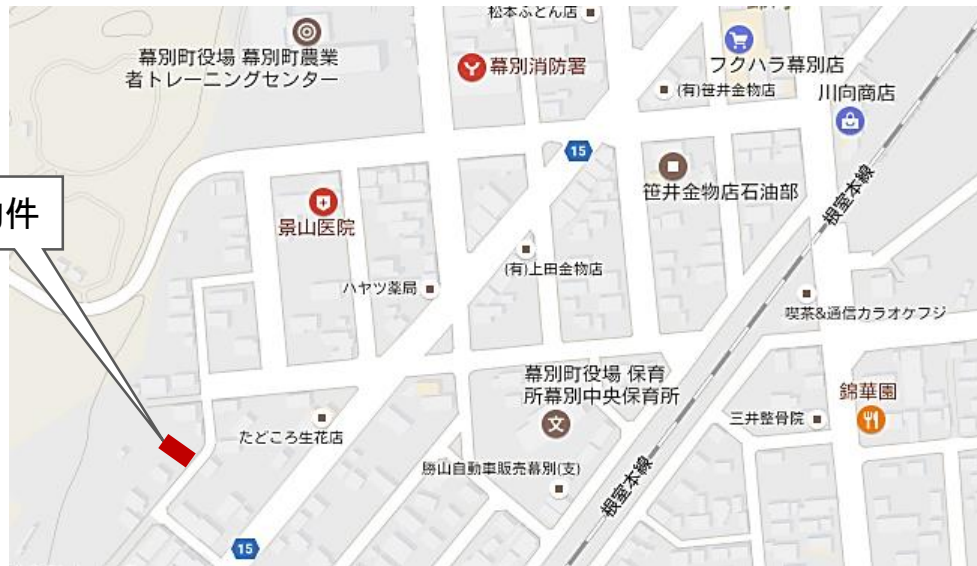 松本ふとん店
幕別町役場 幕別町農業
者トレーニングセンター
幕別消防署
フクハラ幕別店
(有)笹井金物店
川向商店
15
笹井金物店石油部
根室本線
件
景山医院
(有)上田金物店
ハヤツ薬局
喫茶&通信カラオケフジ
幕別町役場 保育
所幕別中央保育所
錦華園
三井整骨院
たどころ生花店
勝山自動車販売幕別(支)
根室本線
15